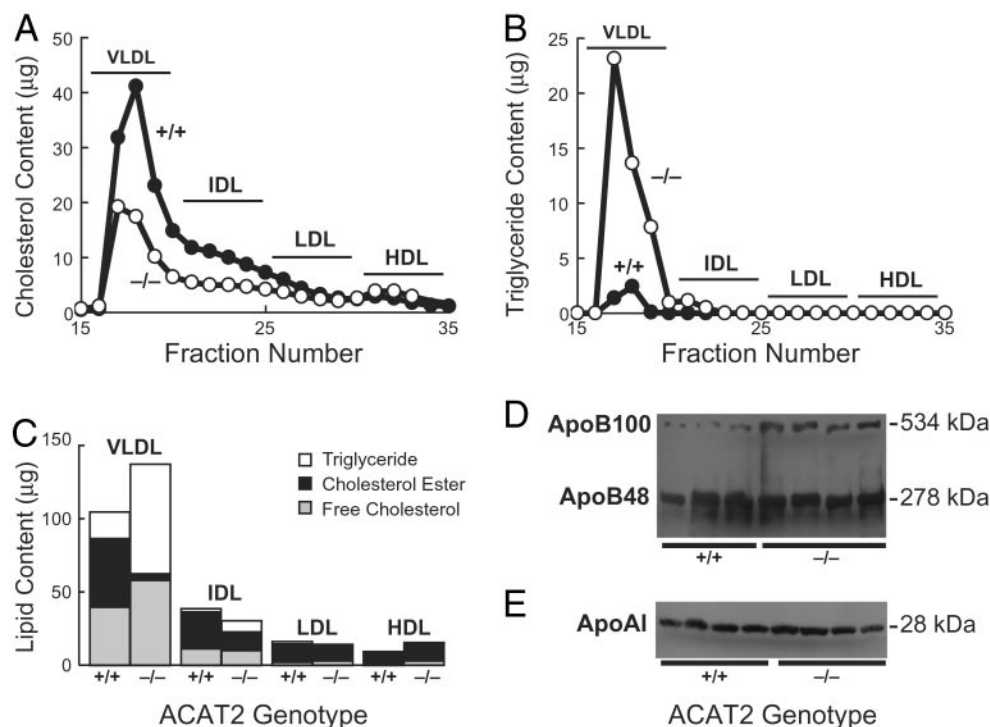 A
Cholesterol Content (µg)
50
40
30
20
10
0
VLDL
+/+
IDL
LDL
HDL
–/–
15
25
35
Fraction Number
B
Triglyceride Content (µg)
25
20
15
10
5
0
VLDL
–/–
+/+
IDL
LDL
HDL
15
25
35
Fraction Number
C
Lipid Content (µg)
150
100
50
0
VLDL
Triglyceride
Cholesterol Ester
Free Cholesterol
IDL
LDL
HDL
+/+ –/– +/+ –/– +/+ –/– +/+ –/–
ACAT2 Genotype
D
ApoB100 -534 kDa
ApoB48 -278 kDa
+/+ –/–
E
ApoAI -28 kDa
+/+ –/–
ACAT2 Genotype